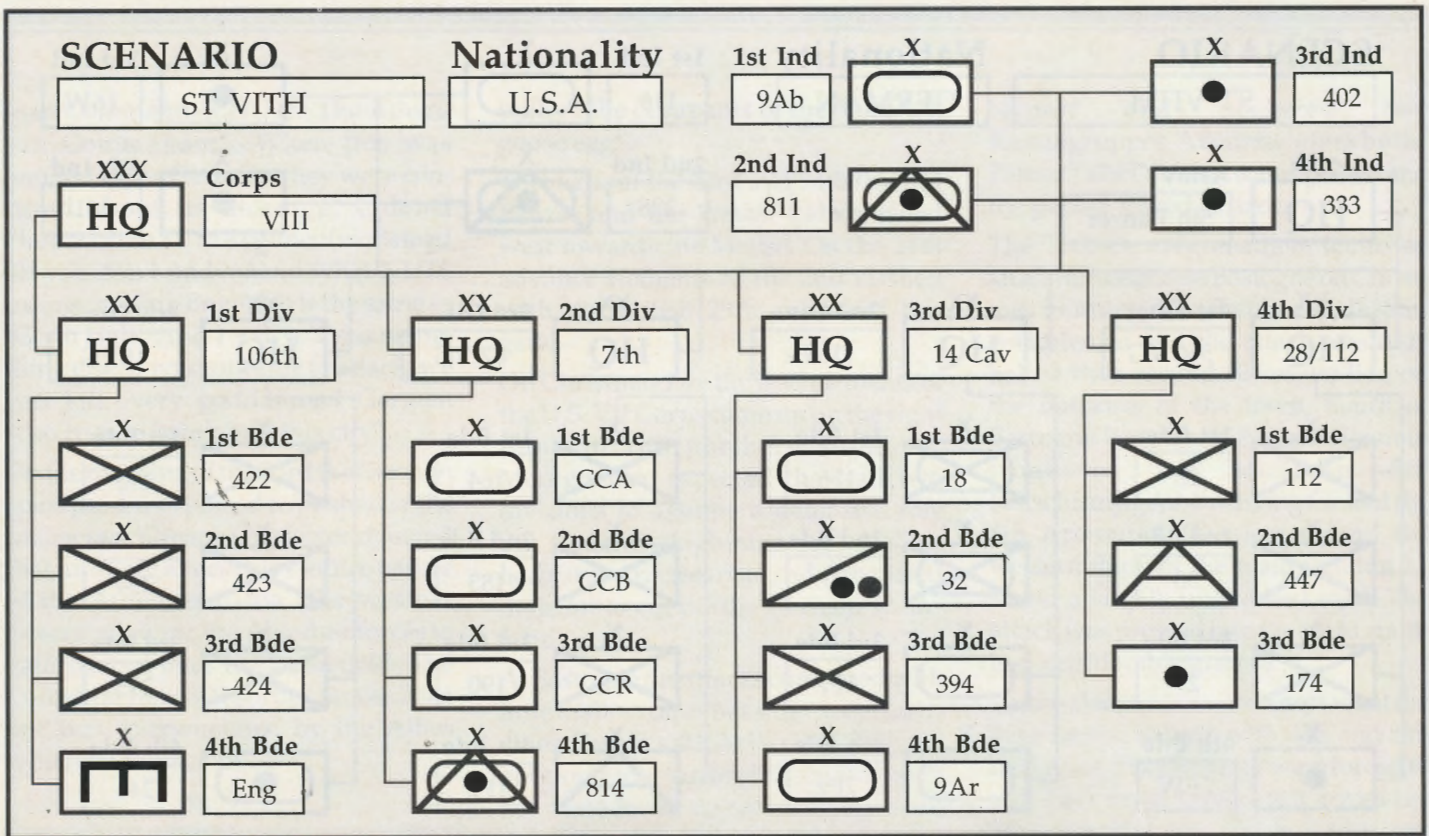 SCENARIO
ST VITH
Nationality
U.S.A.
1st Ind
9Ab
X
X
3rd Ind
402
XXX
HQ
Corps
VIII
2nd Ind
811
X
X
4th Ind
333
XX
HQ
1st Div
106th
XX
HQ
2nd Div
7th
XX
HQ
3rd Div
14 Cav
XX
HQ
4th Div
28/112
X
1st Bde
422
X
1st Bde
CCA
X
1st Bde
18
X
1st Bde
112
X
2nd Bde
423
X
2nd Bde
CCB
X
2nd Bde
32
X
2nd Bde
447
X
3rd Bde
424
X
3rd Bde
CCR
X
3rd Bde
394
X
3rd Bde
174
X
4th Bde
Eng
X
4th Bde
814
X
4th Bde
9Ar